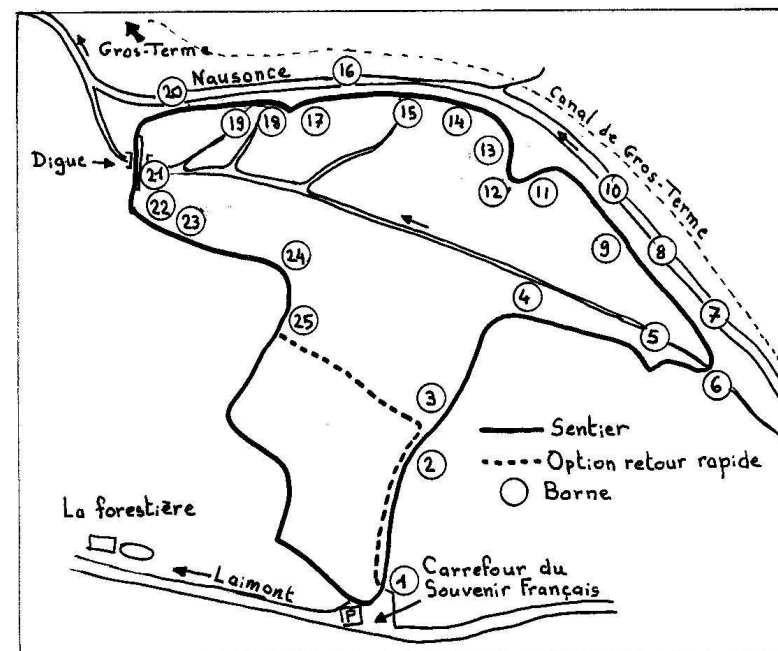 Gros-Terme
Nausonce
16
20
Canal de Gros-Terme
19
18
17
15
14
13
Digue
21
12
11
10
22
23
9
8
24
4
7
25
5
6
3
Sentier
2
Option retour rapide
Borne
La forestière
Laimont
1
Carrefour du
Souvenir Français
P